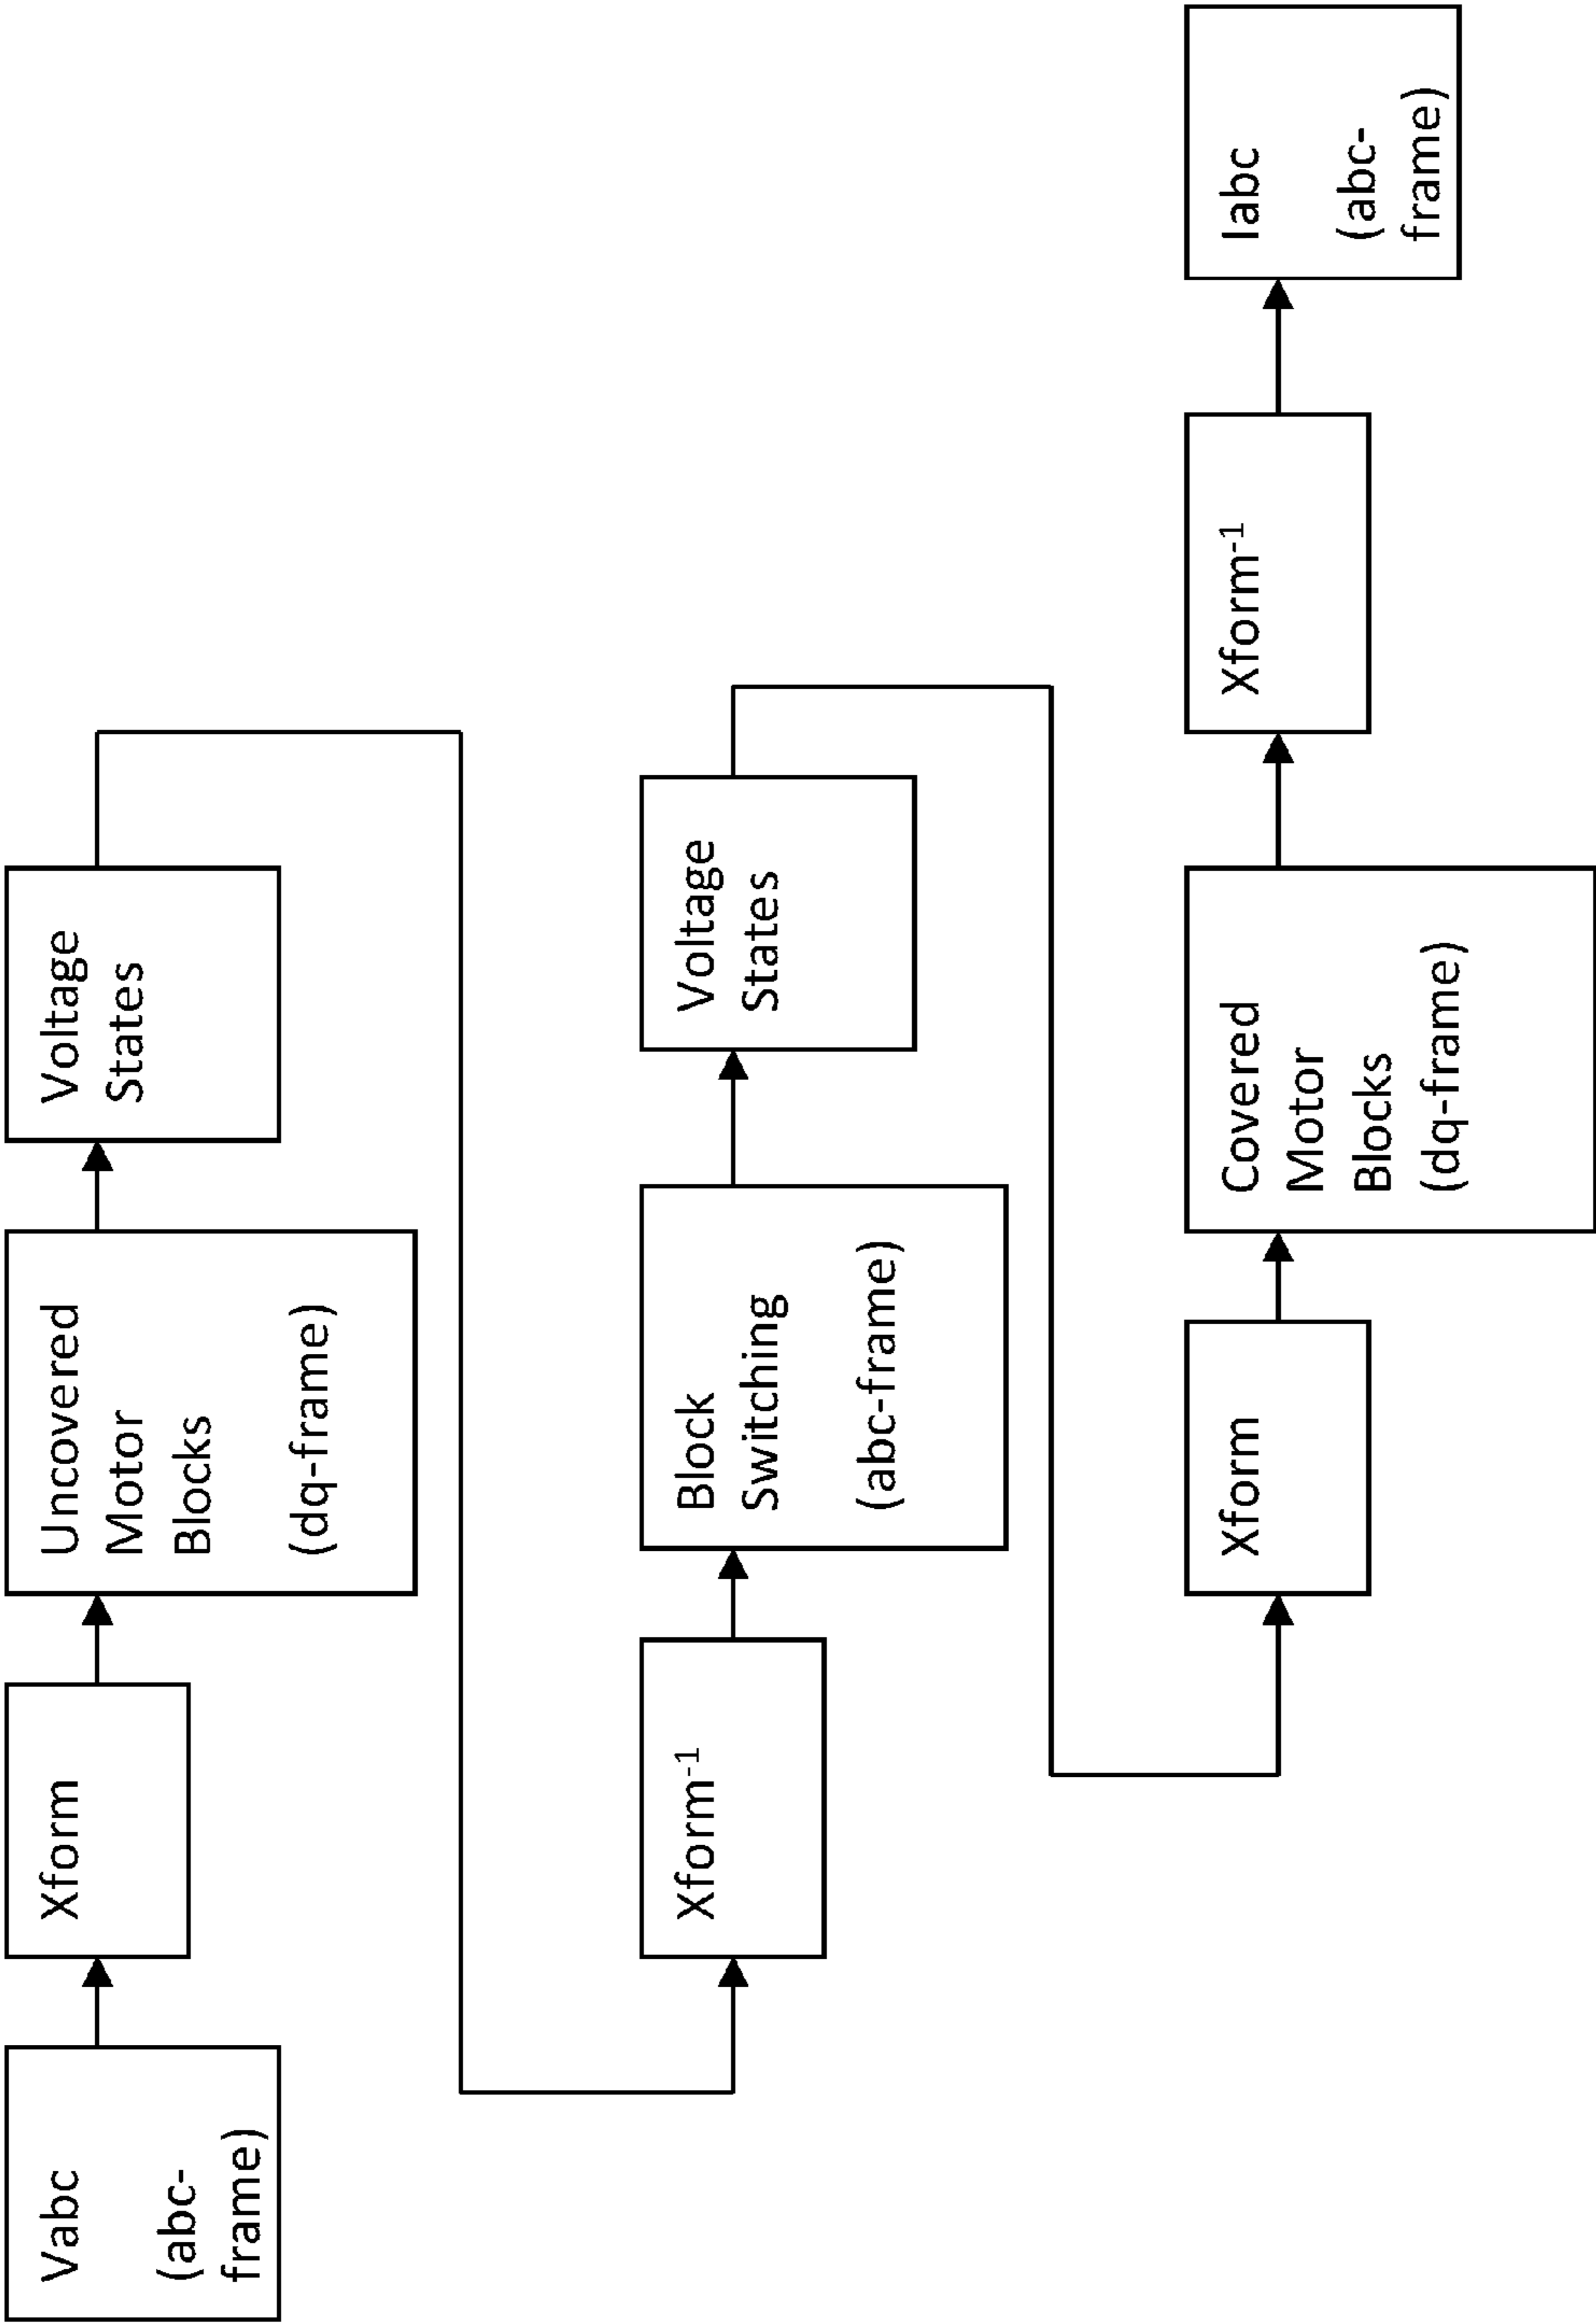 Vabc
(abc-
frame)
Xform
Uncovered
Motor
Blocks
(dq-frame)
Voltage
States
Xform-1
Block
Switching
(abc-frame)
Voltage
States
Xform
Covered
Motor
Blocks
(dq-frame)
Xform-1
Iabc
(abc-
frame)